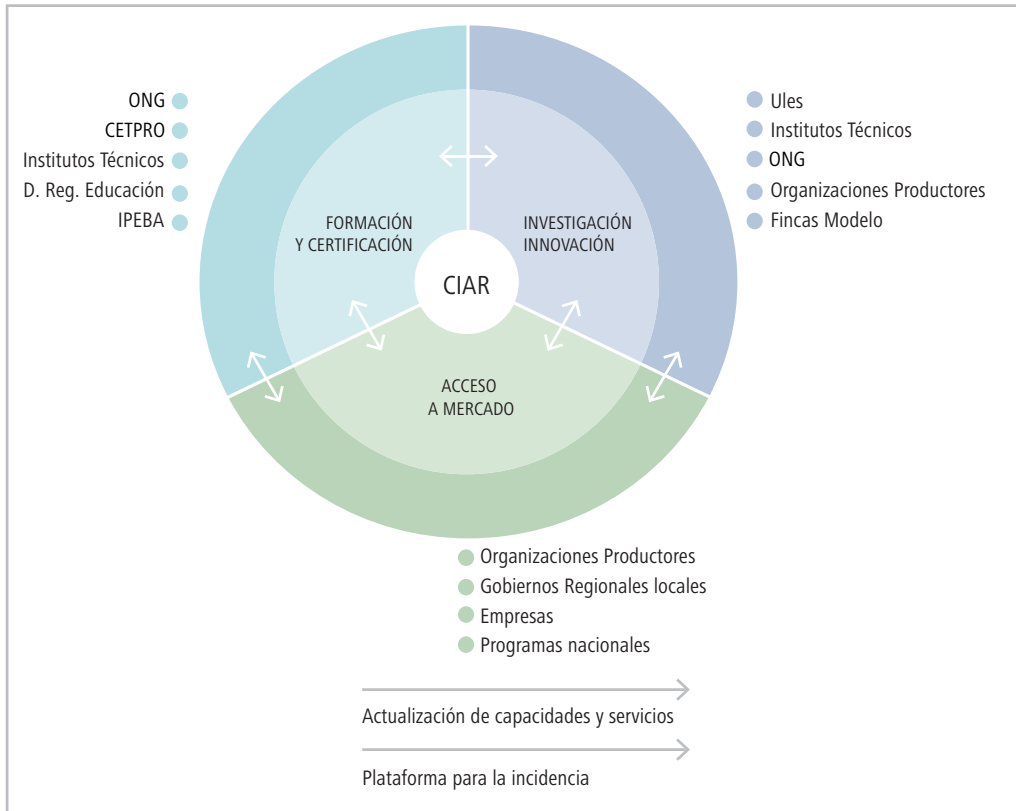 ONG
CETPRO
Institutos Técnicos
D. Reg. Educación
IPEBA
FORMACIÓN
Y CERTIFICACIÓN
INVESTIGACIÓN
INNOVACIÓN
CIAR
ACCESO
A MERCADO
Ules
Institutos Técnicos
ONG
Organizaciones Productores
Fincas Modelo
Organizaciones Productores
Gobiernos Regionales locales
Empresas
Programas nacionales
Actualización de capacidades y servicios
Plataforma para la incidencia